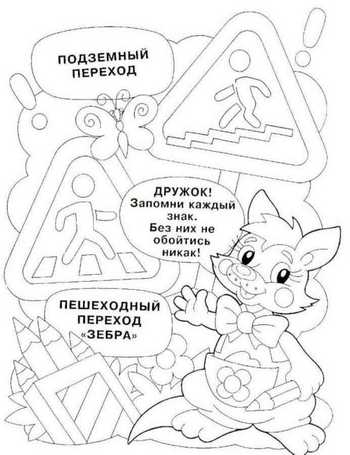 ПОДЗЕМНЫЙ
ПЕРЕХОД
ДРУЖОК!
Запомни каждый
знак.
Без них не
обойтись
никак!
ПЕШЕХОДНЫЙ
ПЕРЕХОД
«ЗЕБРА»